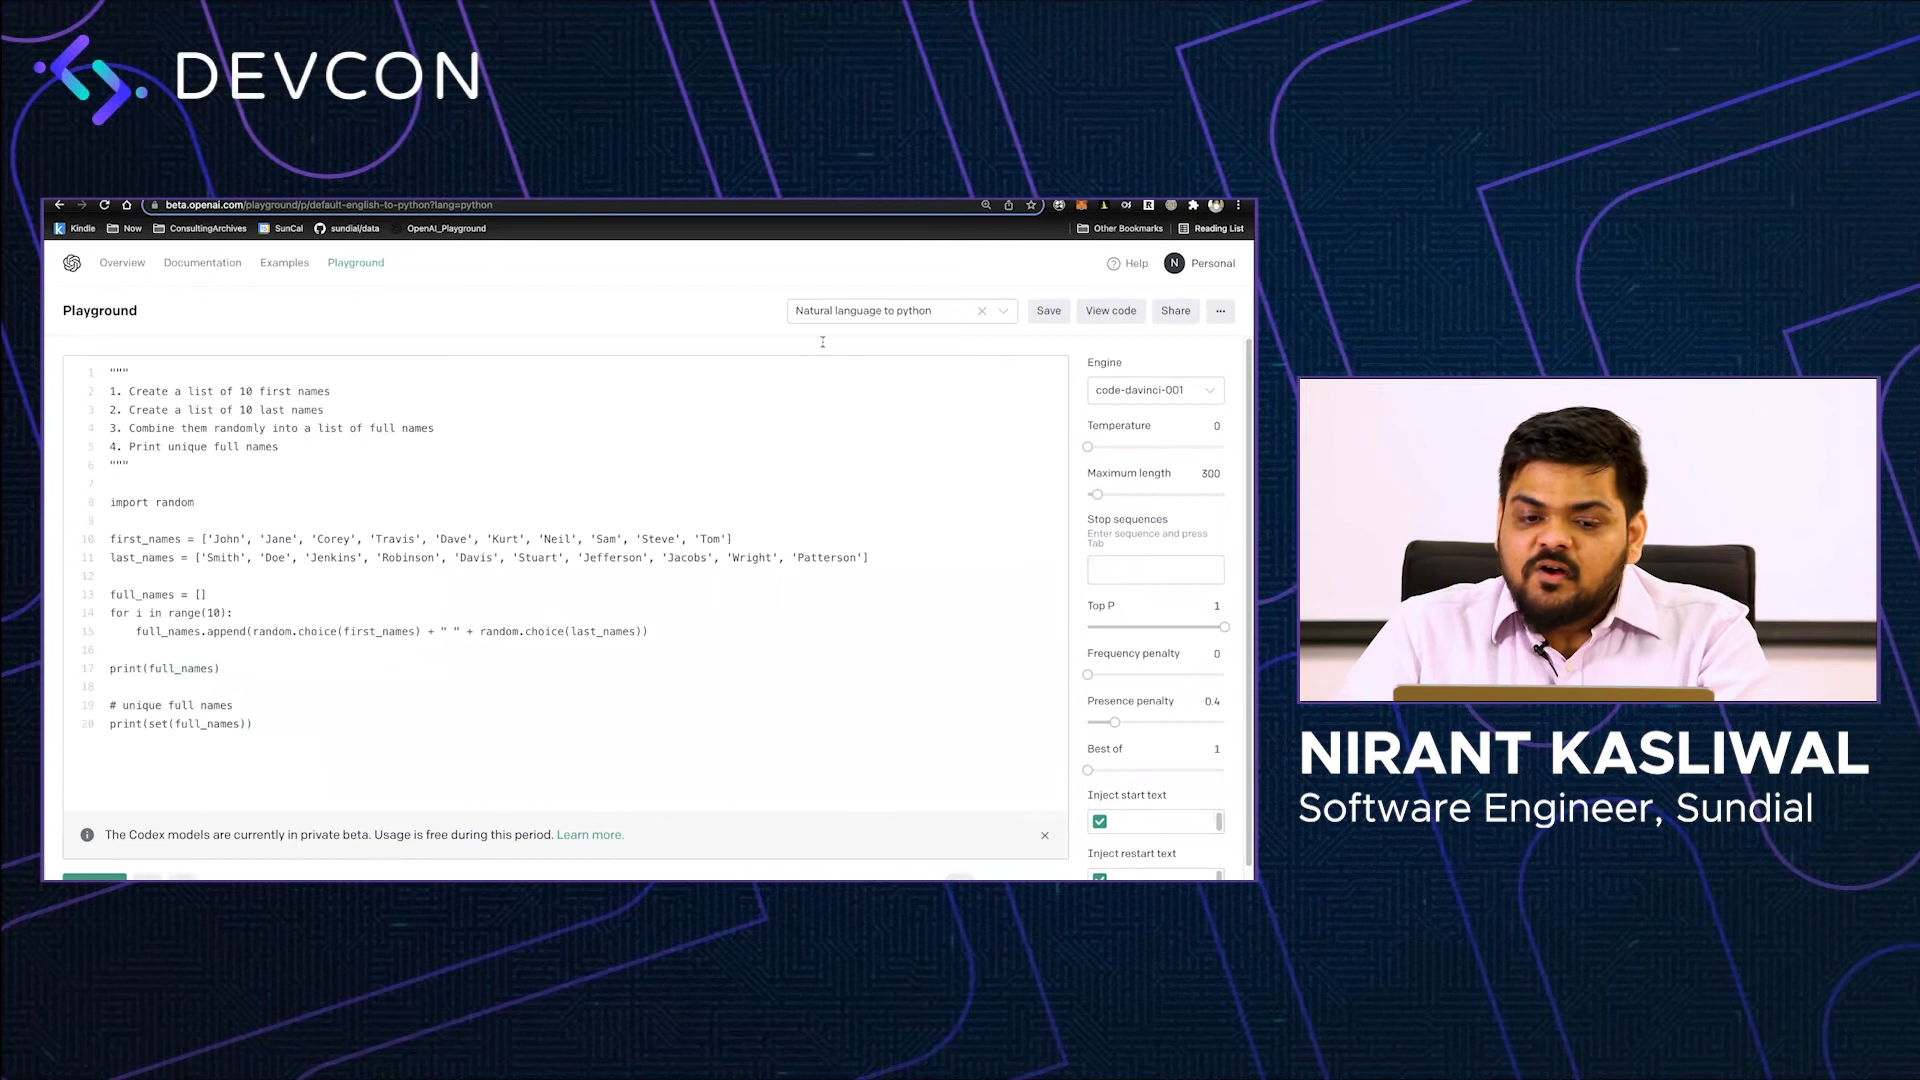 DEVCON
beta.openai.com/playground/p/default-english-to-python?lang=python
Kindle Now ConsultingArchives SunCal sundial/data OpenAI_Playground Other Bookmarks Reading List
Overview Documentation Examples Playground Help N Personal
Playground Natural language to python Save View code Share ...
1 """
2 1. Create a list of 10 first names
3 2. Create a list of 10 last names
4 3. Combine them randomly into a list of full names
5 4. Print unique full names
6 """
7
8 import random
9
10 first_names = ['John', 'Jane', 'Corey', 'Travis', 'Dave', 'Kurt', 'Neil', 'Sam', 'Steve', 'Tom']
11 last_names = ['Smith', 'Doe', 'Jenkins', 'Robinson', 'Davis', 'Stuart', 'Jefferson', 'Jacobs', 'Wright', 'Patterson']
12
13 full_names = []
14 for i in range(10):
15 full_names.append(random.choice(first_names) + " " + random.choice(last_names))
16
17 print(full_names)
18
19 # unique full names
20 print(set(full_names))
The Codex models are currently in private beta. Usage is free during this period. Learn more.
Engine
code-davinci-001
Temperature 0
Maximum length 300
Stop sequences
Enter sequence and press
Tab
Top P 1
Frequency penalty 0
Presence penalty 0.4
Best of 1
Inject start text
Inject restart text
NIRANT KASLIWAL
Software Engineer, Sundial